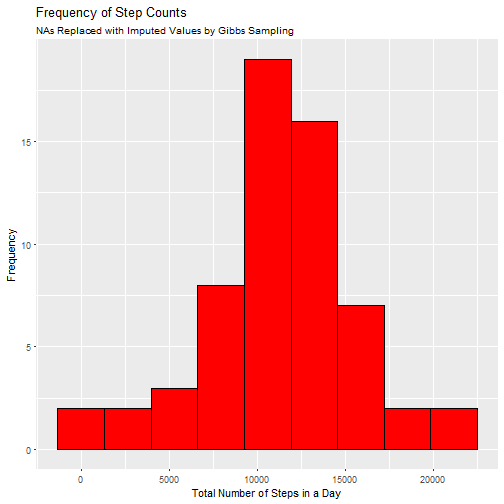 Frequency of Step Counts
NAs Replaced with Imputed Values by Gibbs Sampling
15
10
5
0
Frequency
0 5000 10000 15000 20000
Total Number of Steps in a Day